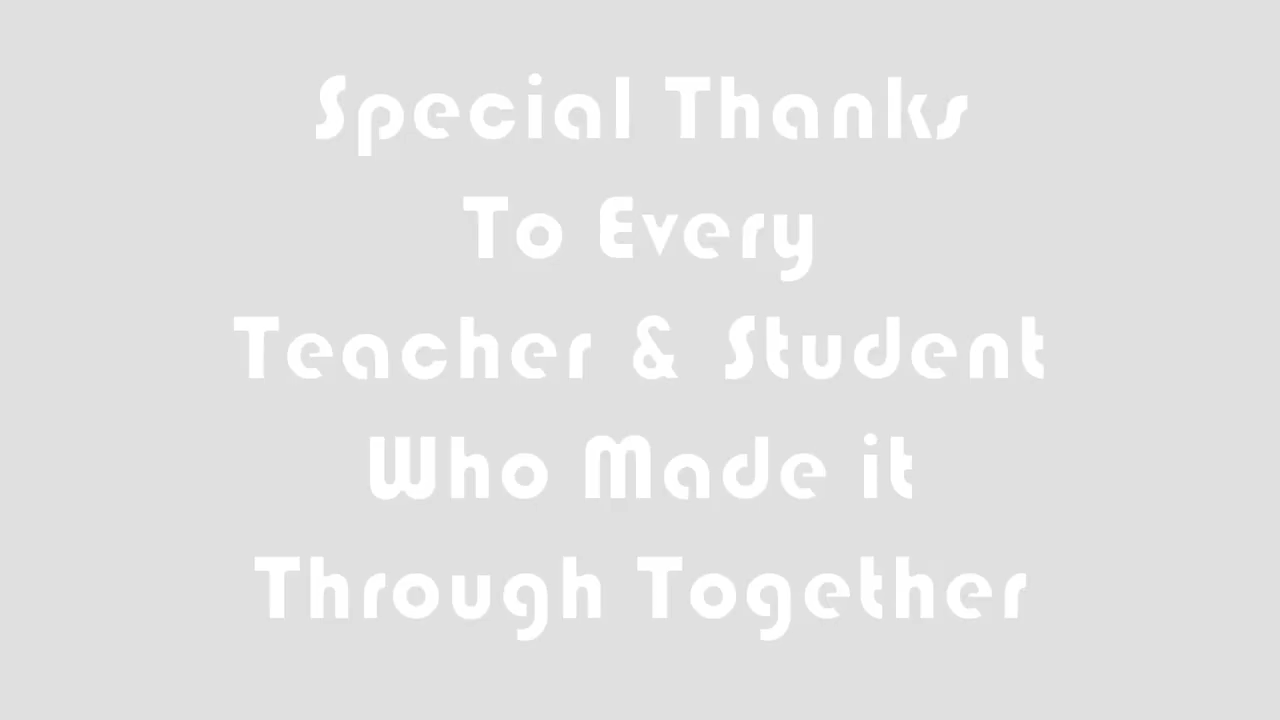 Special Thanks
To Every
Teacher & Student
Who Made it
Through Together